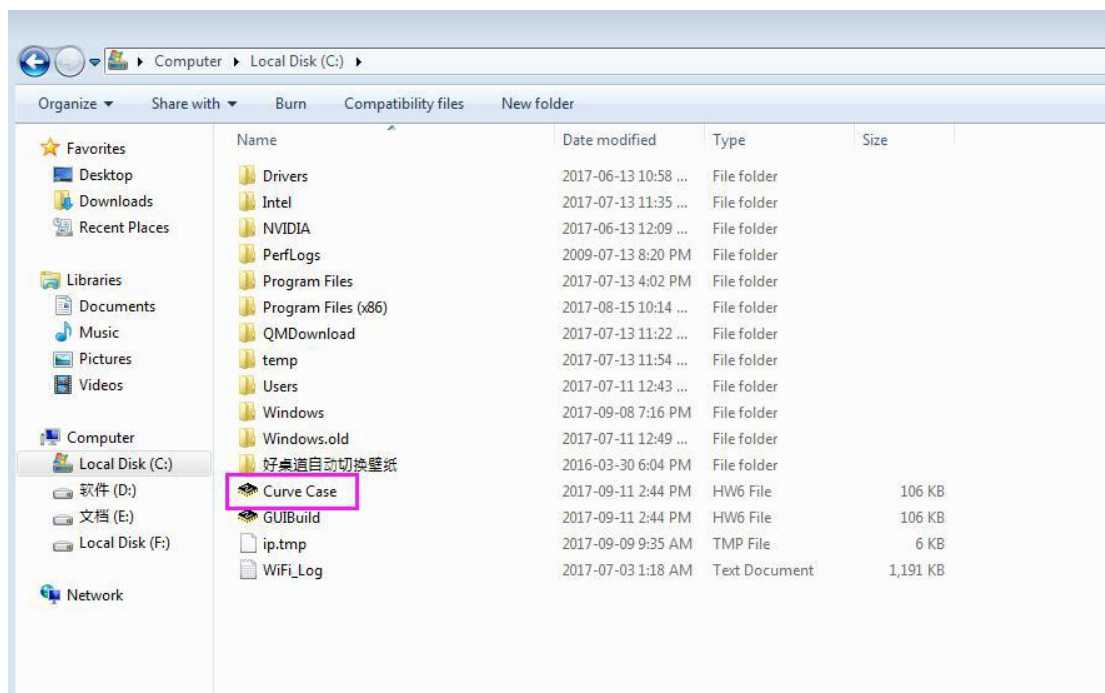 Computer Local Disk (C:)
Organize Share with Burn Compatibility files New folder
Name Date modified Type Size
Favorites
Desktop
Downloads
Recent Places
Libraries
Documents
Music
Pictures
Videos
Computer
Local Disk (C:)
软件 (D:)
文档 (E:)
Local Disk (F:)
Network
Drivers 2017-06-13 10:58 ... File folder
Intel 2017-07-13 11:35 ... File folder
NVIDIA 2017-06-13 12:09 ... File folder
PerfLogs 2009-07-13 8:20 PM File folder
Program Files 2017-07-13 4:02 PM File folder
Program Files (x86) 2017-08-15 10:14 ... File folder
QMDownload 2017-07-13 11:22 ... File folder
temp 2017-07-13 11:54 ... File folder
Users 2017-07-11 12:43 ... File folder
Windows 2017-09-08 7:16 PM File folder
Windows.old 2017-07-11 12:49 ... File folder
好桌道自动切换壁纸 2016-03-30 6:04 PM File folder
Curve Case 2017-09-11 2:44 PM HW6 File 106 KB
GUIBuild 2017-09-11 2:44 PM HW6 File 106 KB
ip.tmp 2017-09-09 9:35 AM TMP File 6 KB
WiFi_Log 2017-07-03 1:18 AM Text Document 1,191 KB